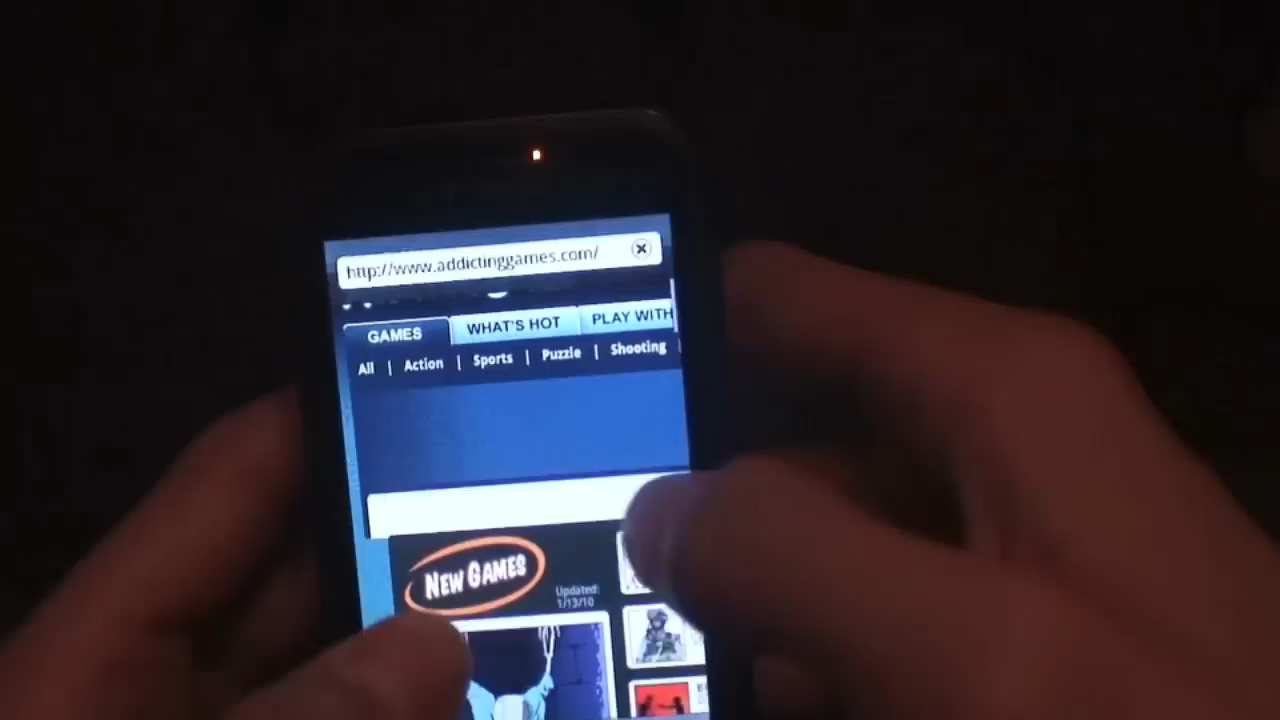 http://www.addictinggames.com/
GAMES
WHAT'S HOT
PLAY WITH
All | Action | Sports | Puzzle | Shooting |
NEW GAMES
Updated:
1/13/10